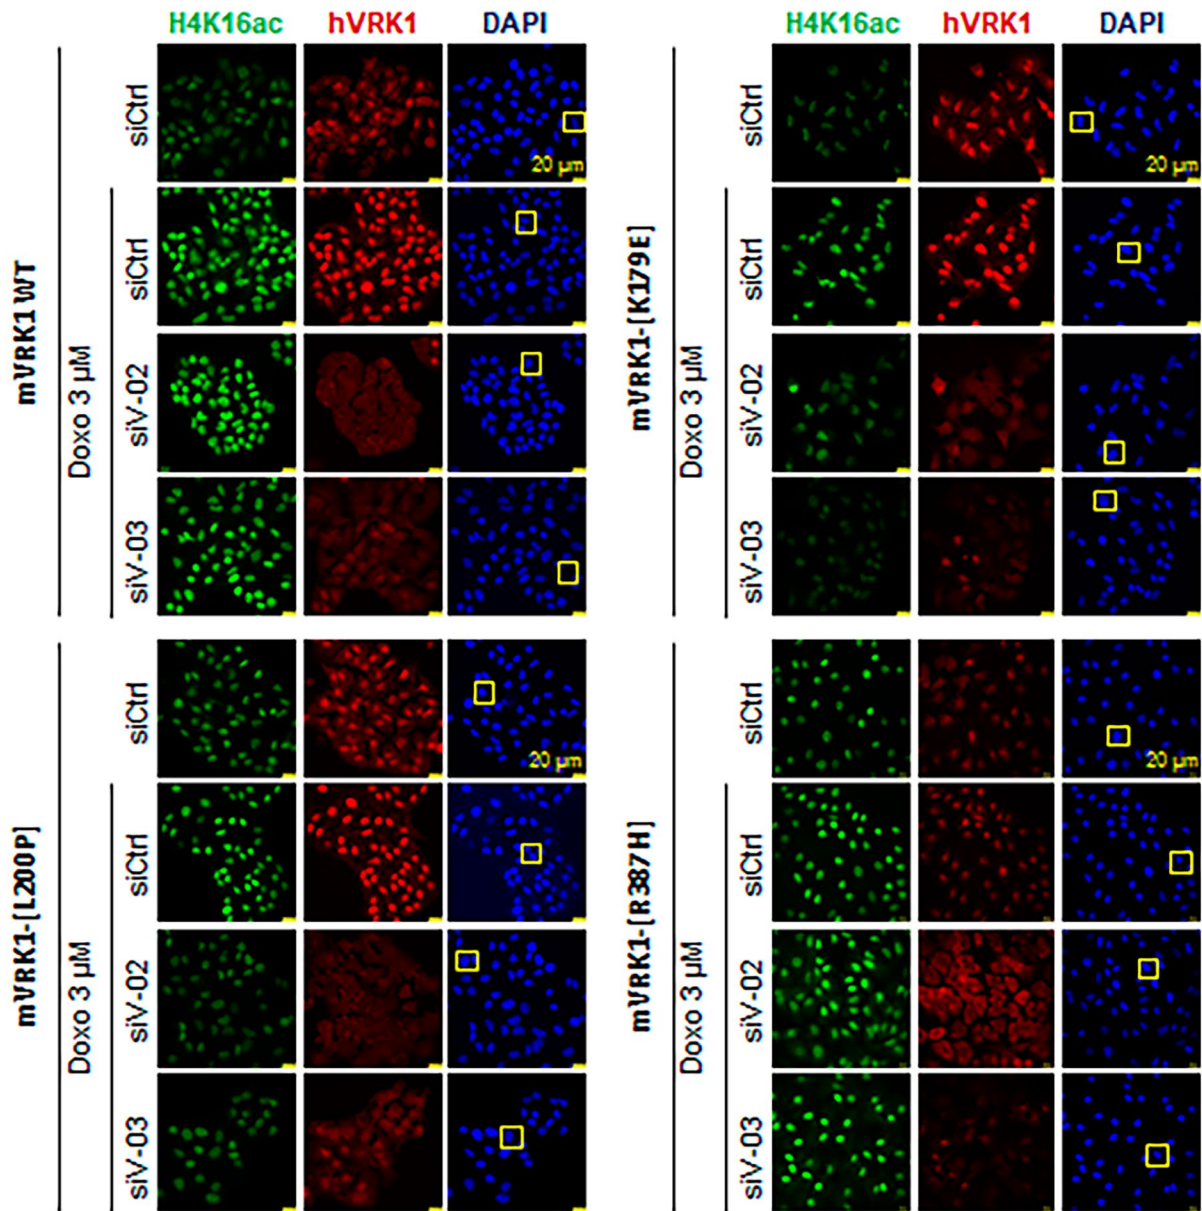 H4K16ac hVRK1 DAPI
mVRK1 WT
siCtrl
20 μm
Doxo 3 μM
siCtrl
siV-02
siV-03
H4K16ac hVRK1 DAPI
mVRK1-[K179E]
siCtrl
20 μm
Doxo 3 μM
siCtrl
siV-02
siV-03
mVRK1-[L200P]
siCtrl
20 μm
Doxo 3 μM
siCtrl
siV-02
siV-03
mVRK1-[R387H]
siCtrl
20 μm
Doxo 3 μM
siCtrl
siV-02
siV-03